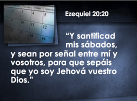 Ezequiel 20:20
"Y santificad
mis sábados,
y sean por señal entre mí y
vosotros, para que sepáis
que yo soy Jehová vuestro
Dios."